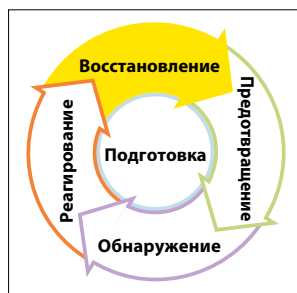 Восстановление
Предотвращение
Подготовка
Реагирование
Обнаружение